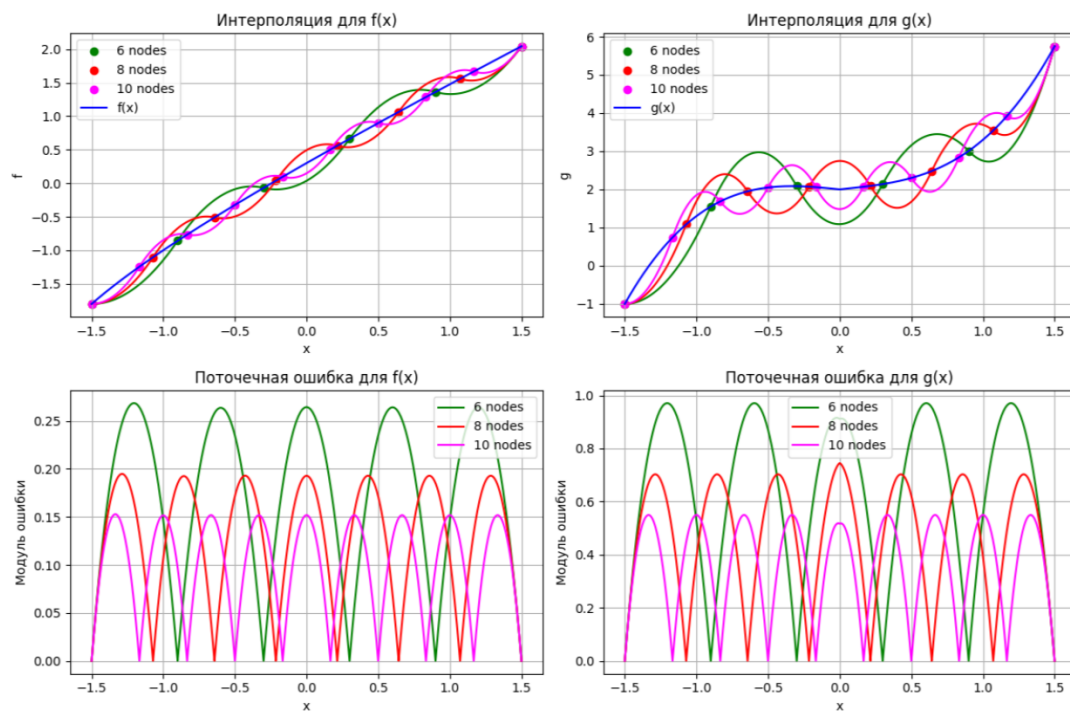 Интерполяция для f(x)
6 nodes
8 nodes
10 nodes
f(x)
2.0
1.5
1.0
0.5
0.0
−0.5
−1.0
−1.5
f
−1.5
−1.0
−0.5
0.0
0.5
1.0
1.5
x
Интерполяция для g(x)
6 nodes
8 nodes
10 nodes
g(x)
6
5
4
3
2
1
0
−1
g
−1.5
−1.0
−0.5
0.0
0.5
1.0
1.5
x
Поточечная ошибка для f(x)
6 nodes
8 nodes
10 nodes
0.25
0.20
0.15
0.10
0.05
0.00
Модуль ошибки
−1.5
−1.0
−0.5
0.0
0.5
1.0
1.5
x
Поточечная ошибка для g(x)
6 nodes
8 nodes
10 nodes
1.0
0.8
0.6
0.4
0.2
0.0
Модуль ошибки
−1.5
−1.0
−0.5
0.0
0.5
1.0
1.5
x